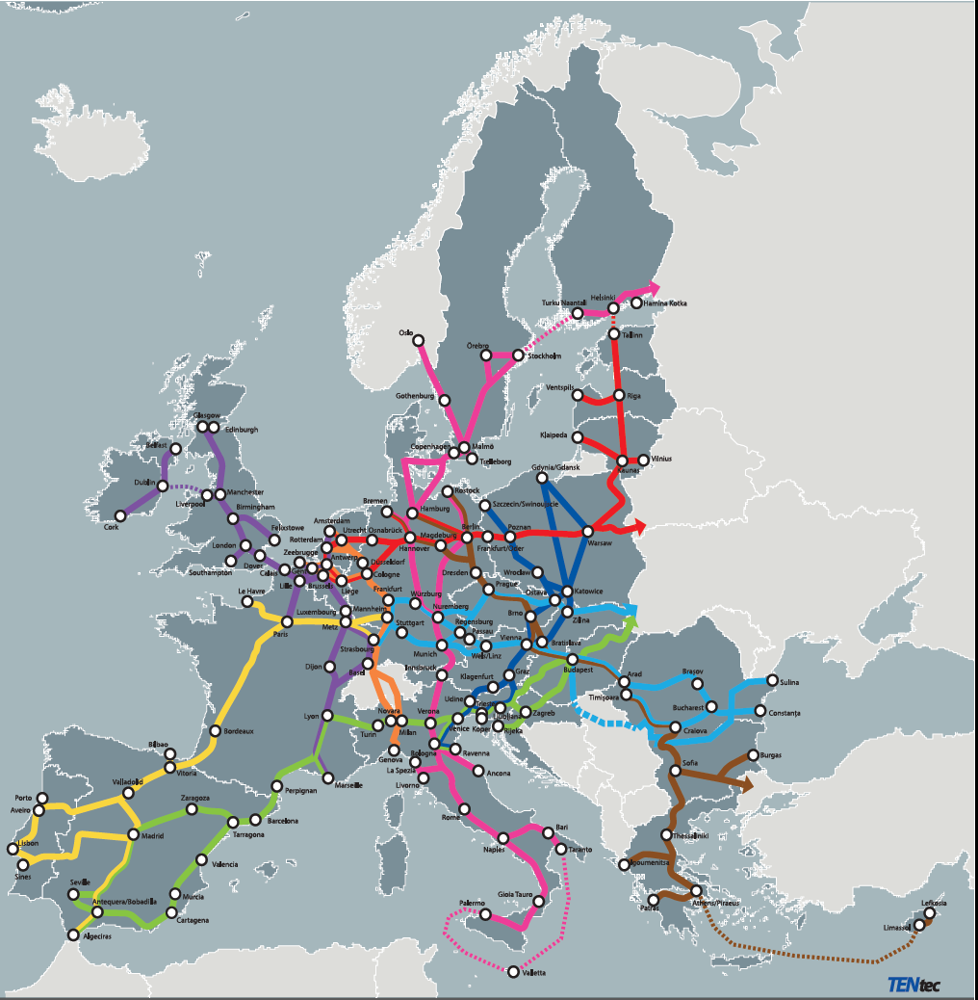 Helsinki
Turku Naantali
Hamina Kotka
Oslo
Tallinn
Örebro
Stockholm
Ventspils
Riga
Gothenburg
Glasgow
Edinburgh
Klaipeda
Belfast
Copenhagen
Malmö
Trelleborg
Vilnius
Kaunas
Gdynia/Gdansk
Dublin
Liverpool
Manchester
Rostock
Szczecin/Swinoujscie
Bremen
Hamburg
Birmingham
Cork
Felixstowe
Amsterdam
Utrecht
Osnabrück
Rotterdam
Magdeburg
Berlin
Poznan
Warsaw
Hannover
Frankfurt/Oder
London
Dover
Southampton
Zeebrugge
Calais
Antwerp
Düsseldorf
Cologne
Lille
Brussels
Liège
Dresden
Wroclaw
Le Havre
Frankfurt
Prague
Ostava
Katowice
Luxembourg
Mannheim
Würzburg
Nuremberg
Brno
Zilina
Paris
Metz
Stuttgart
Regensburg
Passau
Strasbourg
Munich
Wels/Linz
Vienna
Bratislava
Dijon
Basel
Innsbruck
Graz
Budapest
Klagenfurt
Arad
Brașov
Sulina
Timișoara
Udine
Trieste
Lyon
Novara
Verona
Ljubljana
Zagreb
Bucharest
Constanța
Turin
Milan
Venice
Koper
Rijeka
Craiova
Bordeaux
Bilbao
Genova
Bologna
Ravenna
Vitoria
La Spezia
Sofia
Burgas
Livorno
Ancona
Valladolid
Perpignan
Marseille
Porto
Aveiro
Zaragoza
Rome
Barcelona
Madrid
Tarragona
Bari
Lisbon
Naples
Taranto
Thessaliniki
Sines
Valencia
Igoumenitsa
Seville
Murcia
Antequera/Bobadilla
Gioia Tauro
Patras
Athens/Piraeus
Palermo
Lefkosia
Cartagena
Algeciras
Limassol
Valletta
TENtec